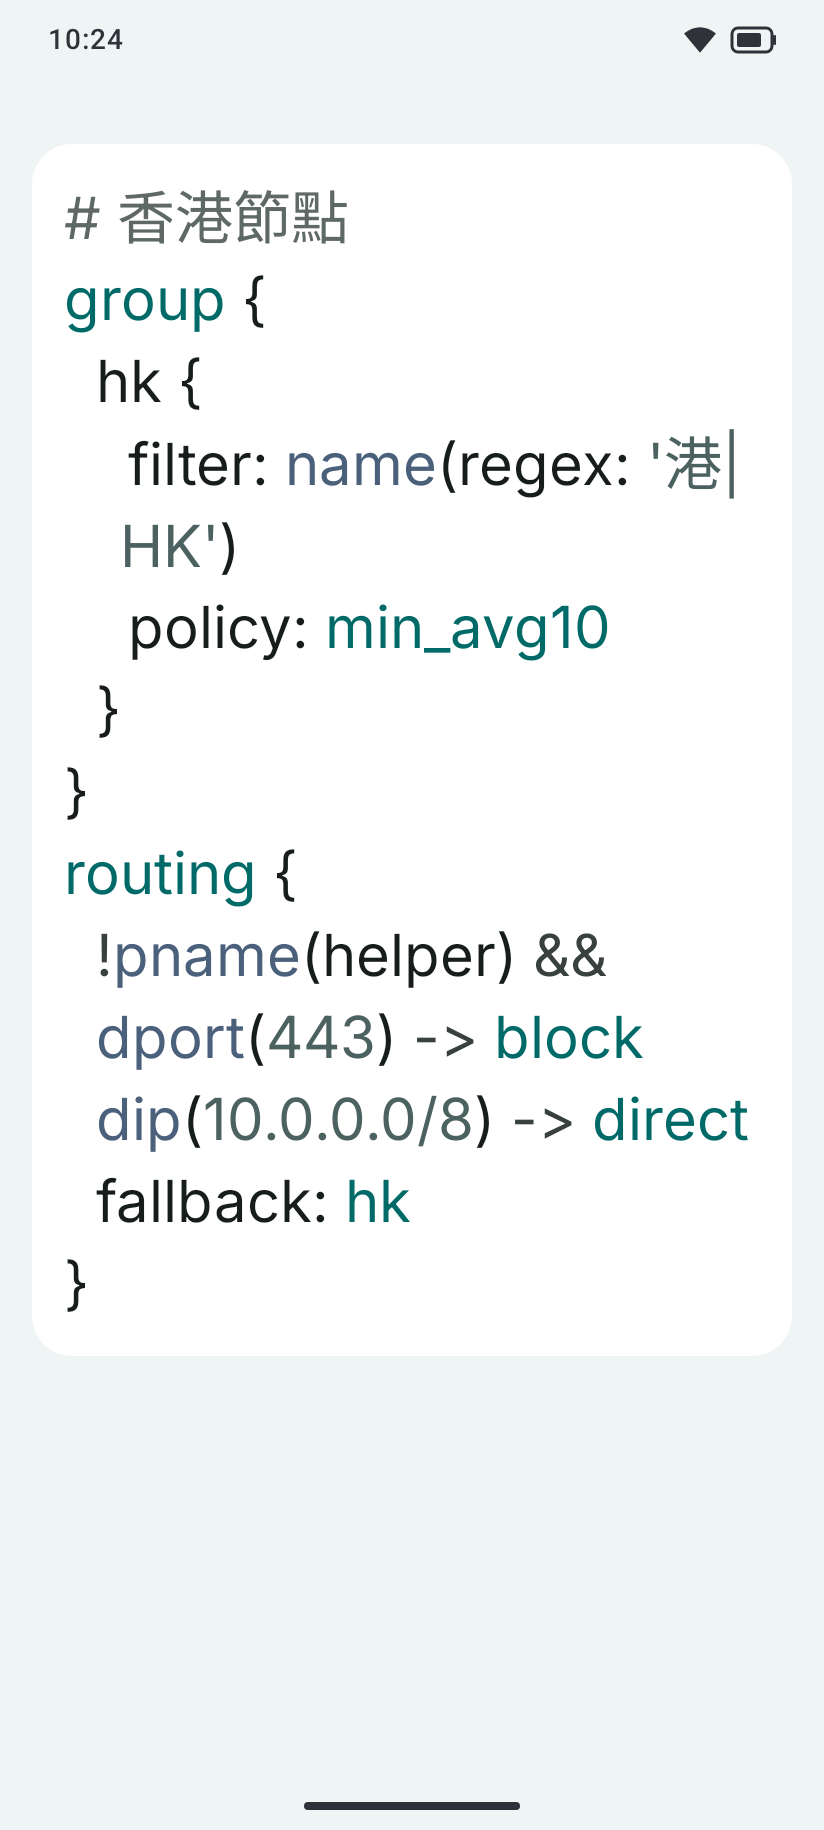 10:24
# 香港節點
group {
  hk {
    filter: name(regex: '港|
    HK')
    policy: min_avg10
  }
}
routing {
  !pname(helper) &&
  dport(443) -> block
  dip(10.0.0.0/8) -> direct
  fallback: hk
}